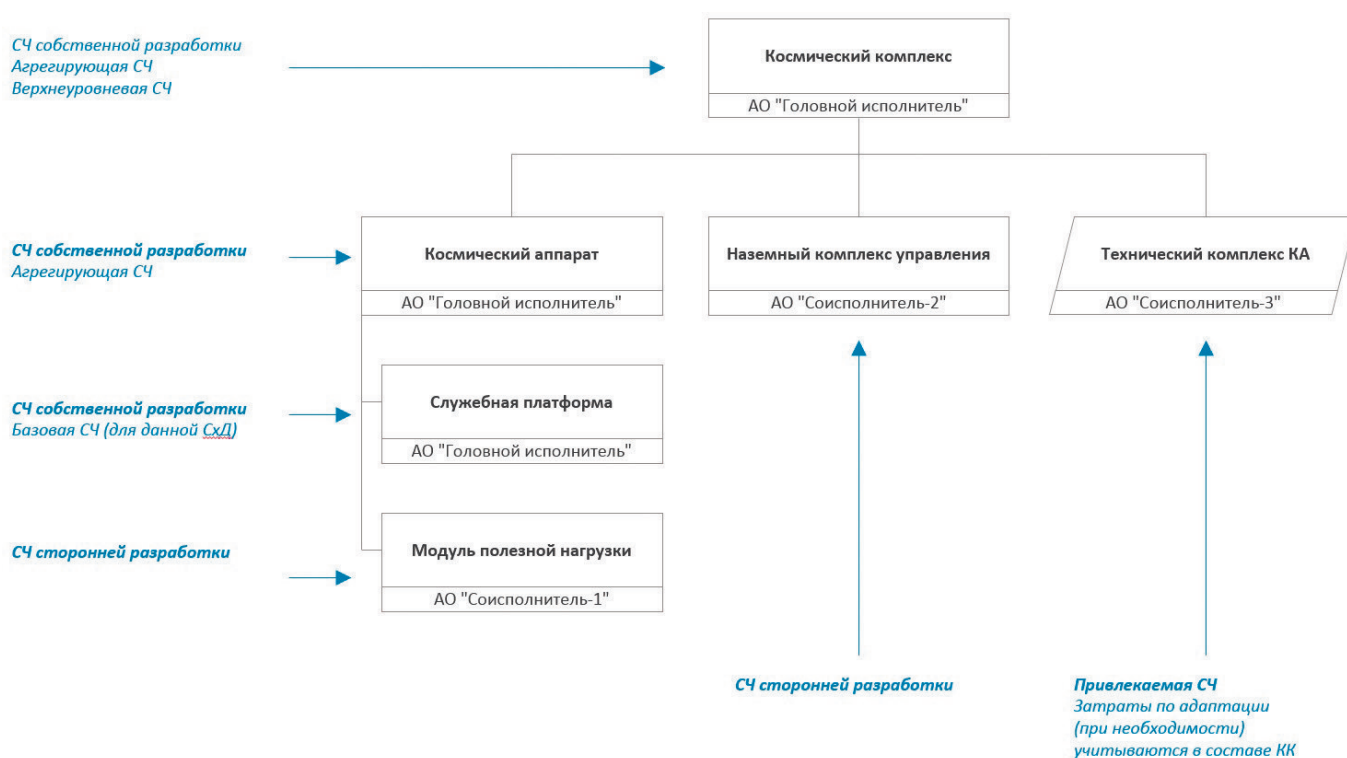 СЧ собственной разработки
Агрегирующая СЧ
Верхнеуровневая СЧ
Космический комплекс
АО "Головной исполнитель"
СЧ собственной разработки
Агрегирующая СЧ
Космический аппарат
АО "Головной исполнитель"
Наземный комплекс управления
АО "Соисполнитель-2"
Технический комплекс КА
АО "Соисполнитель-3"
СЧ собственной разработки
Базовая СЧ (для данной СхД)
Служебная платформа
АО "Головной исполнитель"
СЧ сторонней разработки
Модуль полезной нагрузки
АО "Соисполнитель-1"
СЧ сторонней разработки
Привлекаемая СЧ
Затраты по адаптации
(при необходимости)
учитываются в составе КК